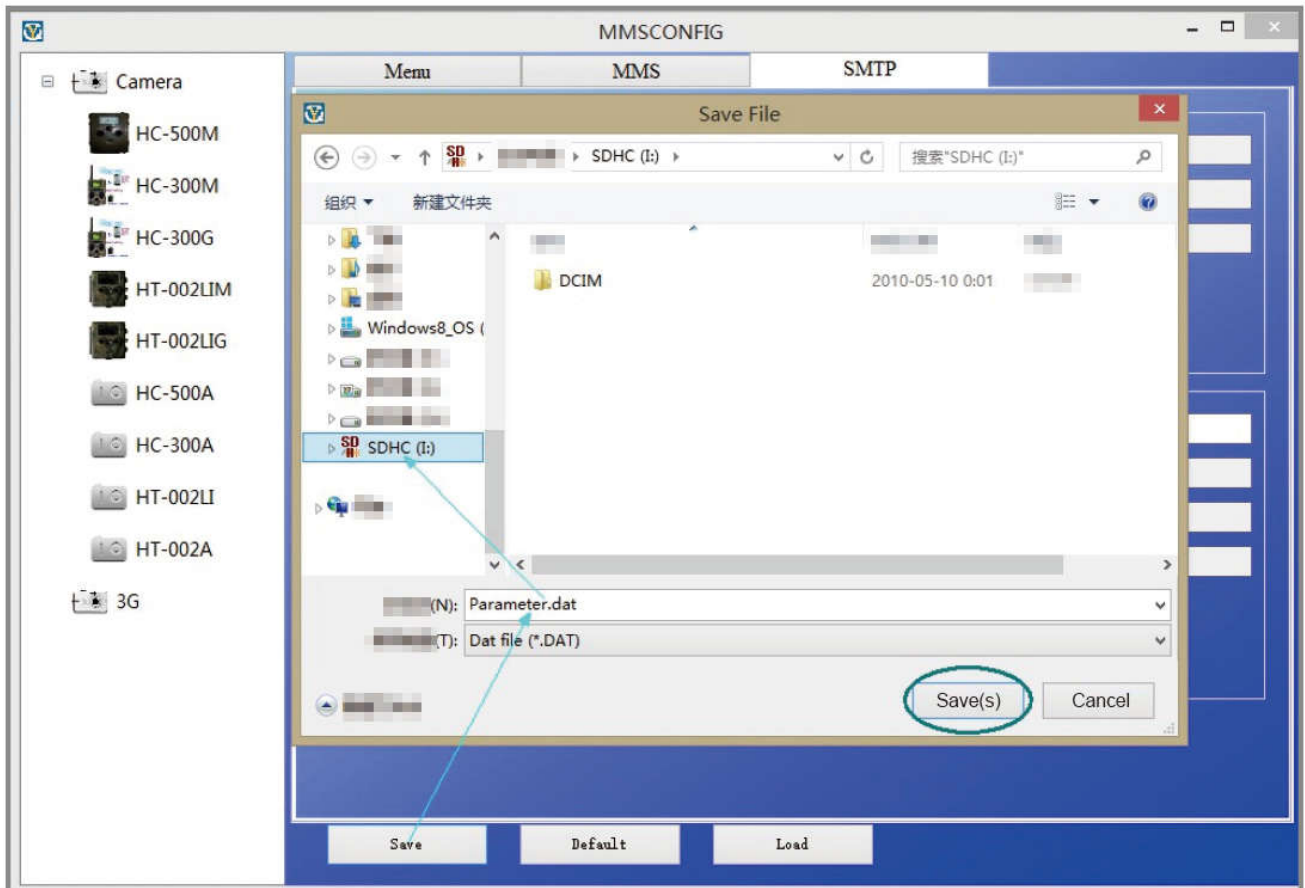 MMSCONFIG
Camera
HC-500M
HC-300M
HC-300G
HT-002LIM
HT-002LIG
HC-500A
HC-300A
HT-002LI
HT-002A
3G
Menu
MMS
SMTP
Save File
SDHC (I:)
搜索"SDHC (I:)"
组织
新建文件夹
DCIM
2010-05-10 0:01
Windows8_OS (
SDHC (I:)
(N): Parameter.dat
(T): Dat file (*.DAT)
Save(s)
Cancel
Save
Default
Load